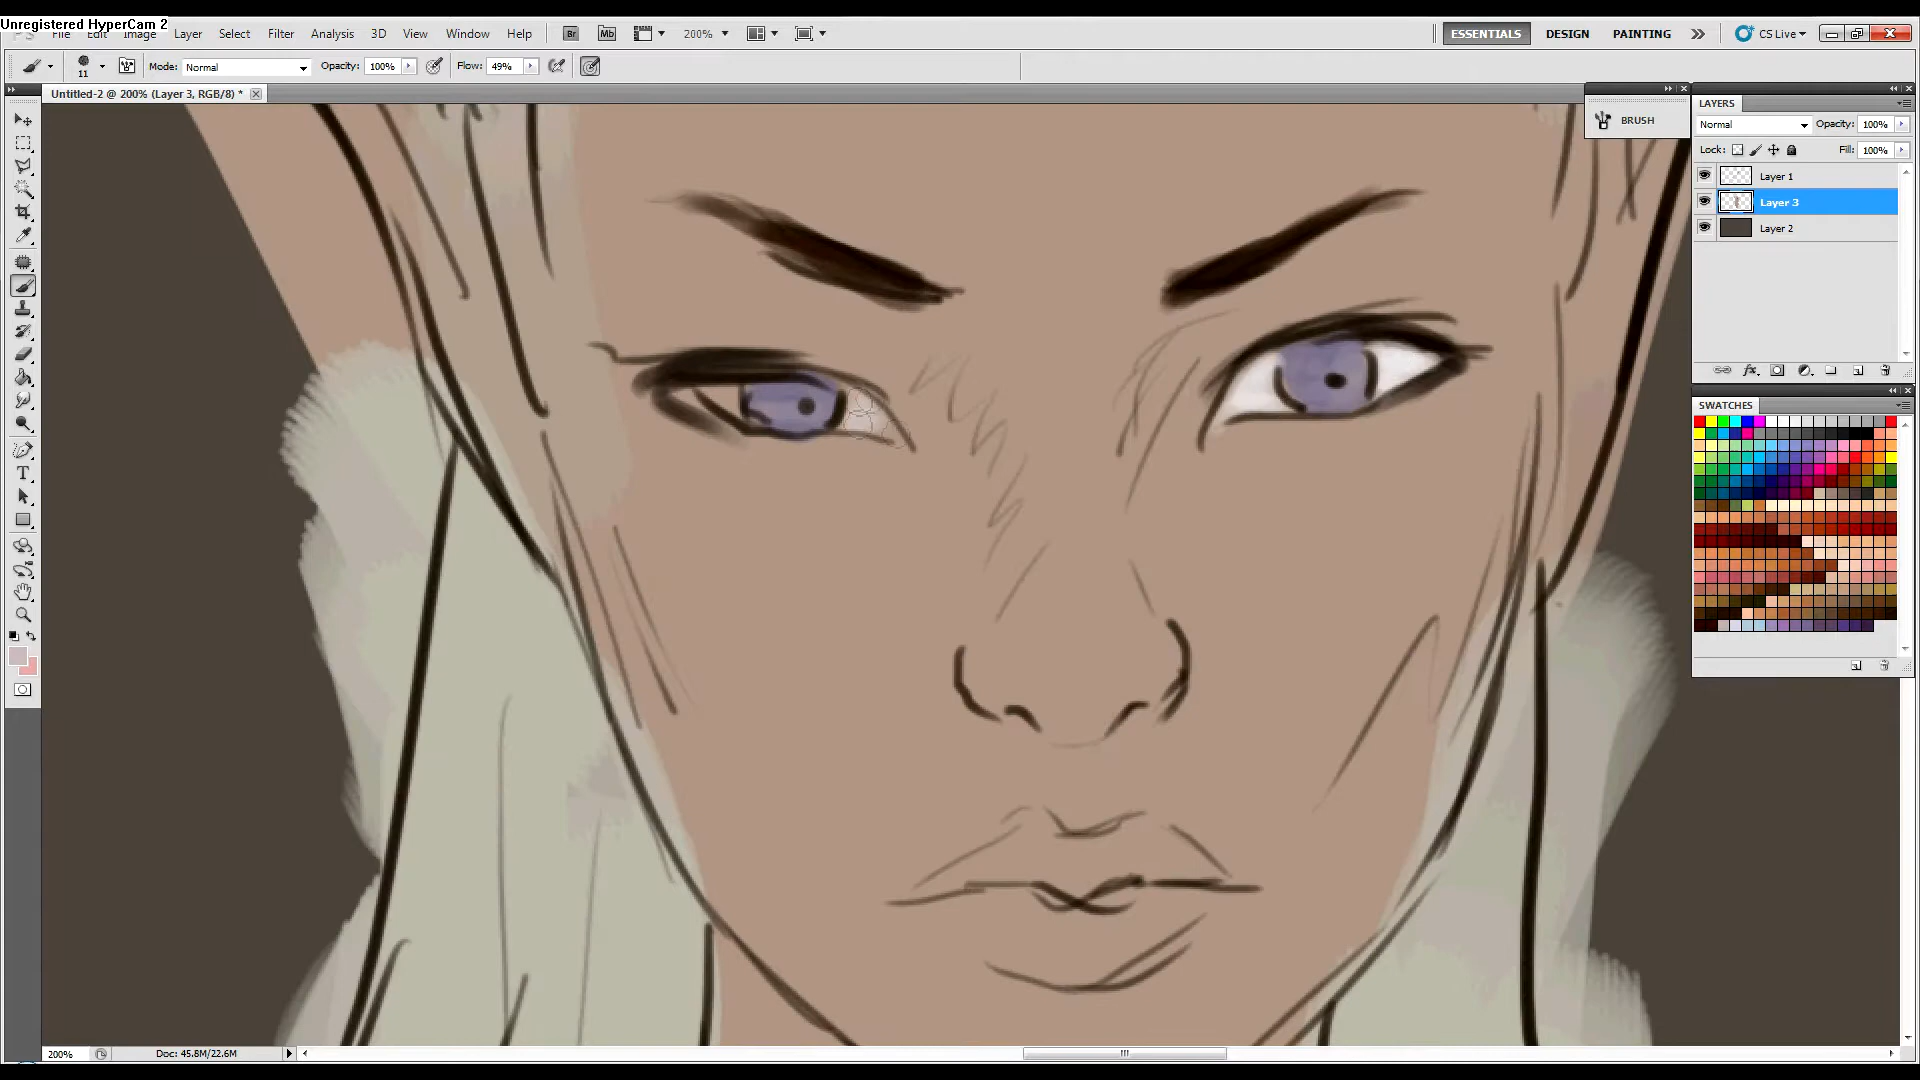 Unregistered HyperCam 2
File Edit Image Layer Select Filter Analysis 3D View Window Help Br Mb 200% ESSENTIALS DESIGN PAINTING CS Live
11 Mode: Normal Opacity: 100% Flow: 49%
Untitled-2 @ 200% (Layer 3, RGB/8) *
BRUSH
LAYERS
Normal Opacity: 100%
Lock: Fill: 100%
Layer 1
Layer 3
Layer 2
SWATCHES
200% Doc: 45.8M/22.6M